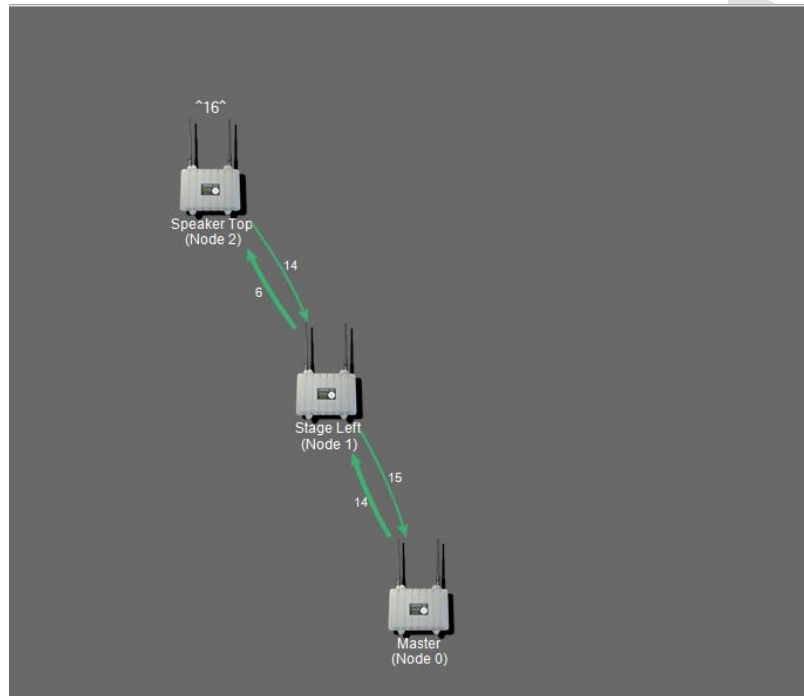 ^16^
Speaker Top
(Node 2)
14
6
Stage Left
(Node 1)
15
14
Master
(Node 0)